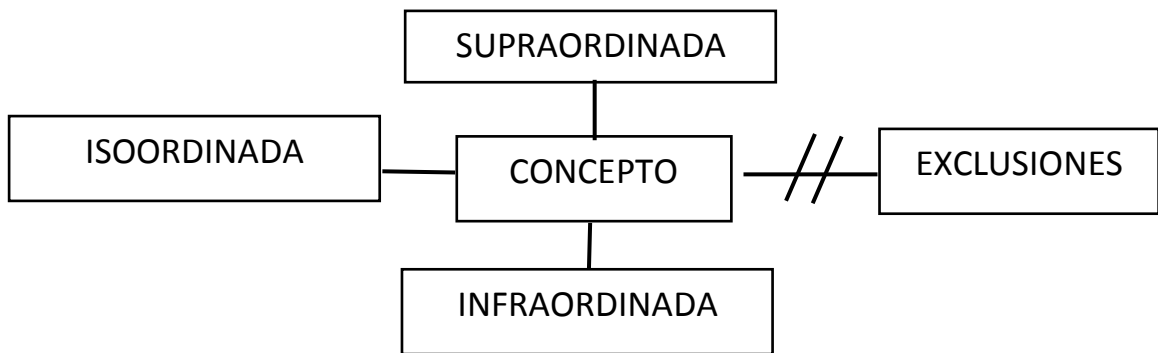 SUPRAORDINADA
ISOORDINADA
CONCEPTO
EXCLUSIONES
INFRAORDINADA